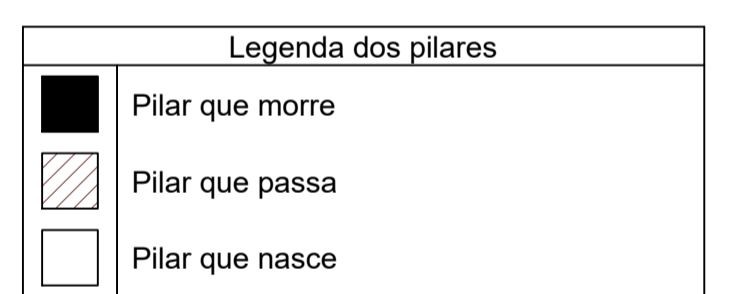 Legenda dos pilares
Pilar que morre
Pilar que passa
Pilar que nasce